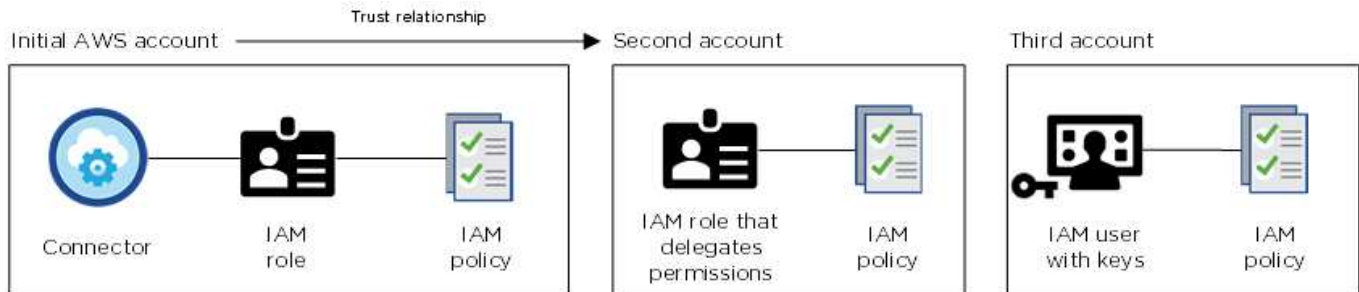 Trust relationship
Initial AWS account
Second account
Third account
Connector
IAM
role
IAM
policy
IAM role that
delegates
permissions
IAM
policy
IAM user
with keys
IAM
policy